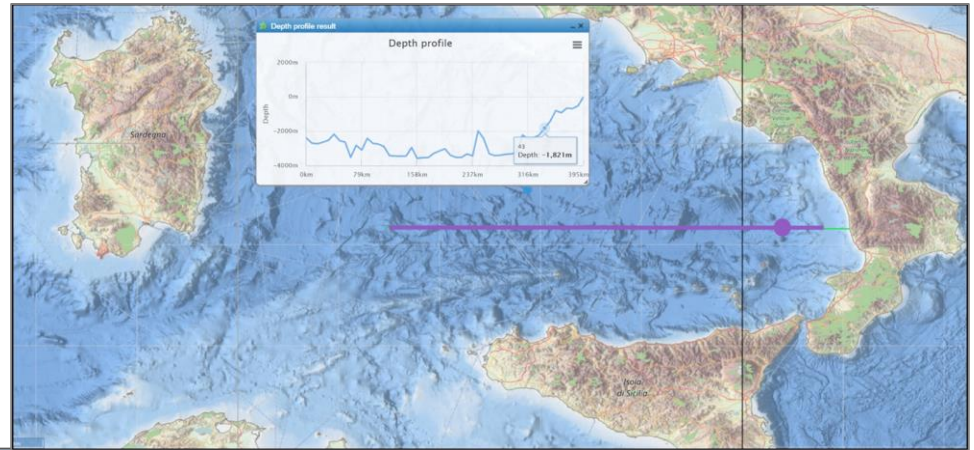 Depth profile result
Depth profile
2000m
0m
-2000m
-4000m
Depth
43
Depth: -1,821m
0km
79km
158km
237km
316km
395km
Sardegna
Isola
di Sicilia